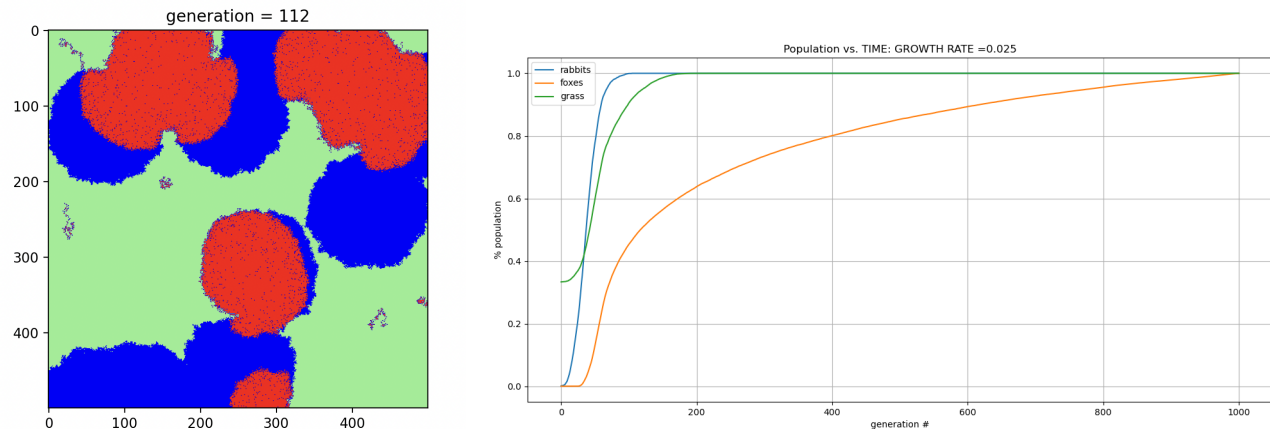 generation = 112
0
100
200
300
400
0 100 200 300 400
Population vs. TIME: GROWTH RATE =0.025
rabbits
foxes
grass
% population
1.0
0.8
0.6
0.4
0.2
0.0
0 200 400 600 800 1000
generation #